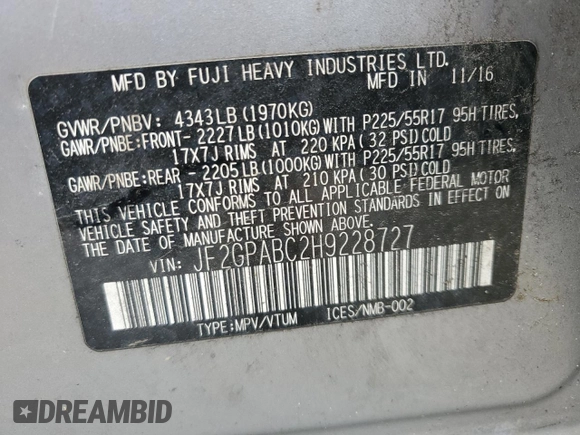 MFD BY FUJI HEAVY INDUSTRIES LTD.
MFD IN 11/16
GVWR/PNBV: 4343LB(1970KG)
GAWR/PNBE:FRONT- 2227LB(1010KG)WITH P225/55R17 95H TIRES,
17X7J RIMS AT 220 KPA( 32 PSI)COLD
GAWR/PNBE:REAR - 2205LB(1000KG)WITH P225/55R17 95H TIRES,
17X7J RIMS AT 210 KPA( 30 PSI)COLD
THIS VEHICLE CONFORMS TO ALL APPLICABLE FEDERAL MOTOR
VEHICLE SAFETY AND THEFT PREVENTION STANDARDS IN EFFECT
ON THE DATE OF MANUFACTURE SHOWN ABOVE.
VIN: JF2GPABC2H9228727
TYPE:MPV/VTUM ICES/NMB-002
DREAMBID